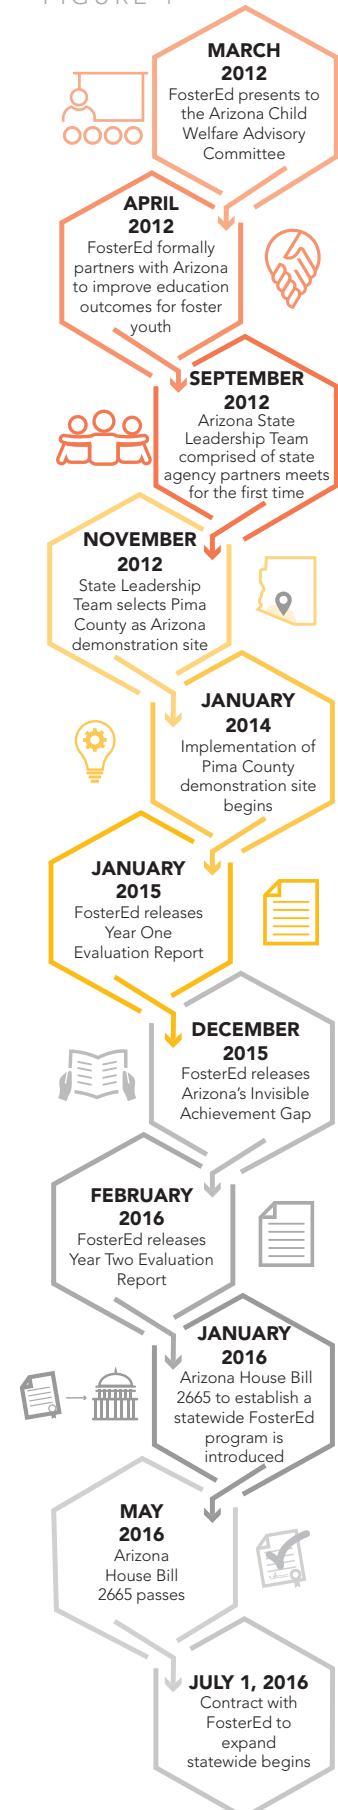 FIGURE 1
MARCH
2012
FosterEd presents to
the Arizona Child
Welfare Advisory
Committee
APRIL
2012
FosterEd formally
partners with Arizona
to improve education
outcomes for foster
youth
SEPTEMBER
2012
Arizona State
Leadership Team
comprised of state
agency partners meets
for the first time
NOVEMBER
2012
State Leadership
Team selects Pima
County as Arizona
demonstration site
JANUARY
2014
Implementation of
Pima County
demonstration site
begins
JANUARY
2015
FosterEd releases
Year One
Evaluation Report
DECEMBER
2015
FosterEd releases
Arizona’s Invisible
Achievement Gap
FEBRUARY
2016
FosterEd releases
Year Two Evaluation
Report
JANUARY
2016
Arizona House Bill
2665 to establish a
statewide FosterEd
program is
introduced
MAY
2016
Arizona
House Bill
2665 passes
JULY 1, 2016
Contract with
FosterEd to
expand
statewide begins